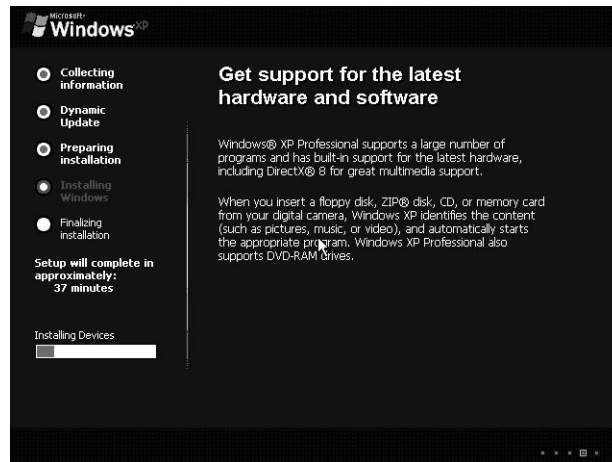 Microsoft®
Windows xp
Collecting
information
Dynamic
Update
Preparing
installation
Installing
Windows
Finalizing
installation
Setup will complete in
approximately:
37 minutes
Installing Devices
Get support for the latest
hardware and software
Windows® XP Professional supports a large number of
programs and has built-in support for the latest hardware,
including DirectX® 8 for great multimedia support.
When you insert a floppy disk, ZIP® disk, CD, or memory card
from your digital camera, Windows XP identifies the content
(such as pictures, music, or video), and automatically starts
the appropriate program. Windows XP Professional also
supports DVD-RAM drives.